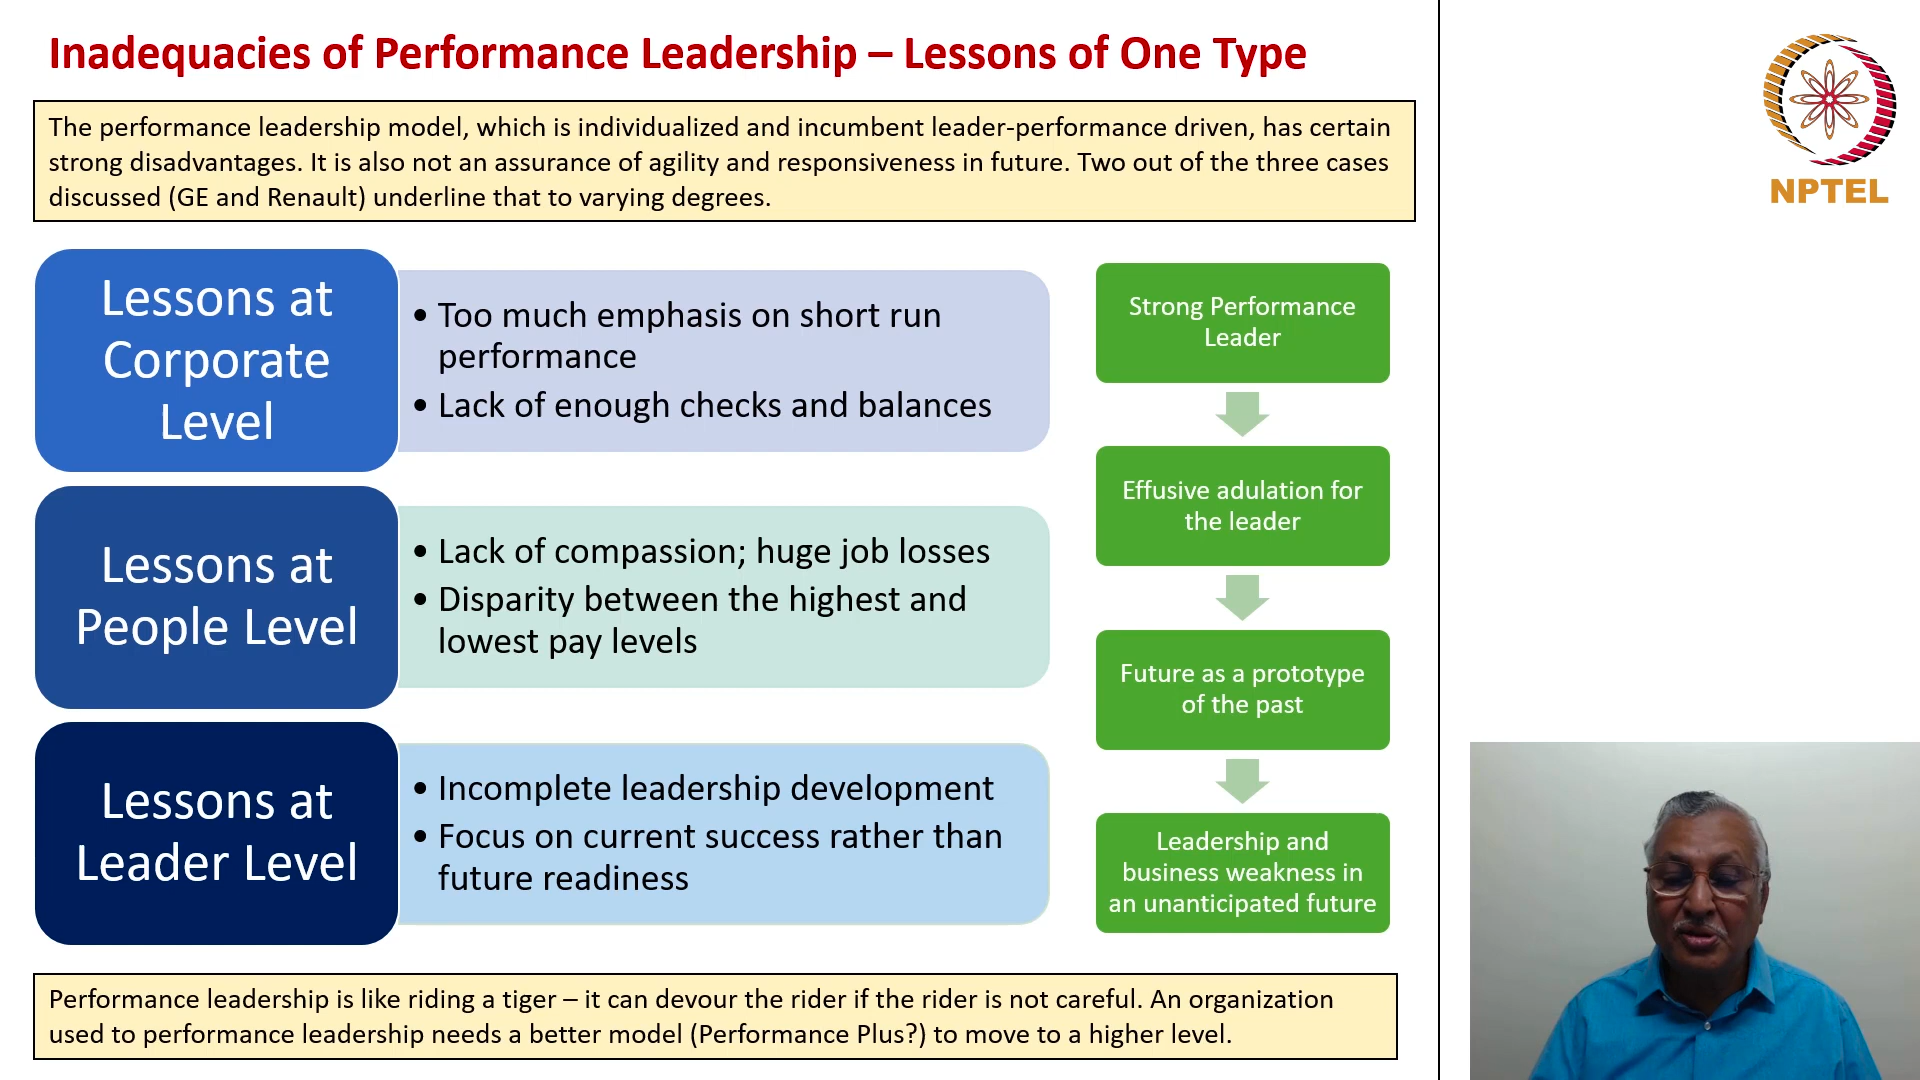 Inadequacies of Performance Leadership – Lessons of One Type
The performance leadership model, which is individualized and incumbent leader-performance driven, has certain
strong disadvantages. It is also not an assurance of agility and responsiveness in future. Two out of the three cases
discussed (GE and Renault) underline that to varying degrees.
Lessons at
Corporate
Level
• Too much emphasis on short run
performance
• Lack of enough checks and balances
Lessons at
People Level
• Lack of compassion; huge job losses
• Disparity between the highest and
lowest pay levels
Lessons at
Leader Level
• Incomplete leadership development
• Focus on current success rather than
future readiness
Strong Performance
Leader
Effusive adulation for
the leader
Future as a prototype
of the past
Leadership and
business weakness in
an unanticipated future
Performance leadership is like riding a tiger – it can devour the rider if the rider is not careful. An organization
used to performance leadership needs a better model (Performance Plus?) to move to a higher level.
NPTEL